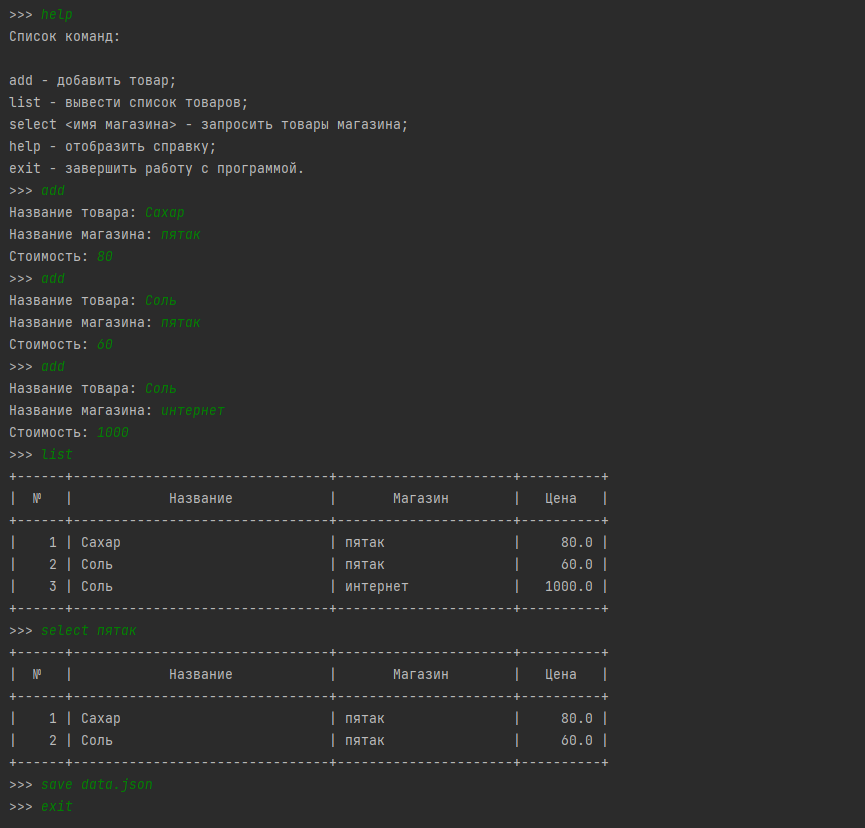 >>> help
Список команд:

add - добавить товар;
list - вывести список товаров;
select <имя магазина> - запросить товары магазина;
help - отобразить справку;
exit - завершить работу с программой.
>>> add
Название товара: Сахар
Название магазина: пятак
Стоимость: 80
>>> add
Название товара: Соль
Название магазина: пятак
Стоимость: 60
>>> add
Название товара: Соль
Название магазина: интернет
Стоимость: 1000
>>> list
+------+--------------------------------+----------------------+----------+
|  №   |            Название            |       Магазин        |   Цена   |
+------+--------------------------------+----------------------+----------+
|    1 | Сахар                          | пятак                |     80.0 |
|    2 | Соль                           | пятак                |     60.0 |
|    3 | Соль                           | интернет             |   1000.0 |
+------+--------------------------------+----------------------+----------+
>>> select пятак
+------+--------------------------------+----------------------+----------+
|  №   |            Название            |       Магазин        |   Цена   |
+------+--------------------------------+----------------------+----------+
|    1 | Сахар                          | пятак                |     80.0 |
|    2 | Соль                           | пятак                |     60.0 |
+------+--------------------------------+----------------------+----------+
>>> save data.json
>>> exit